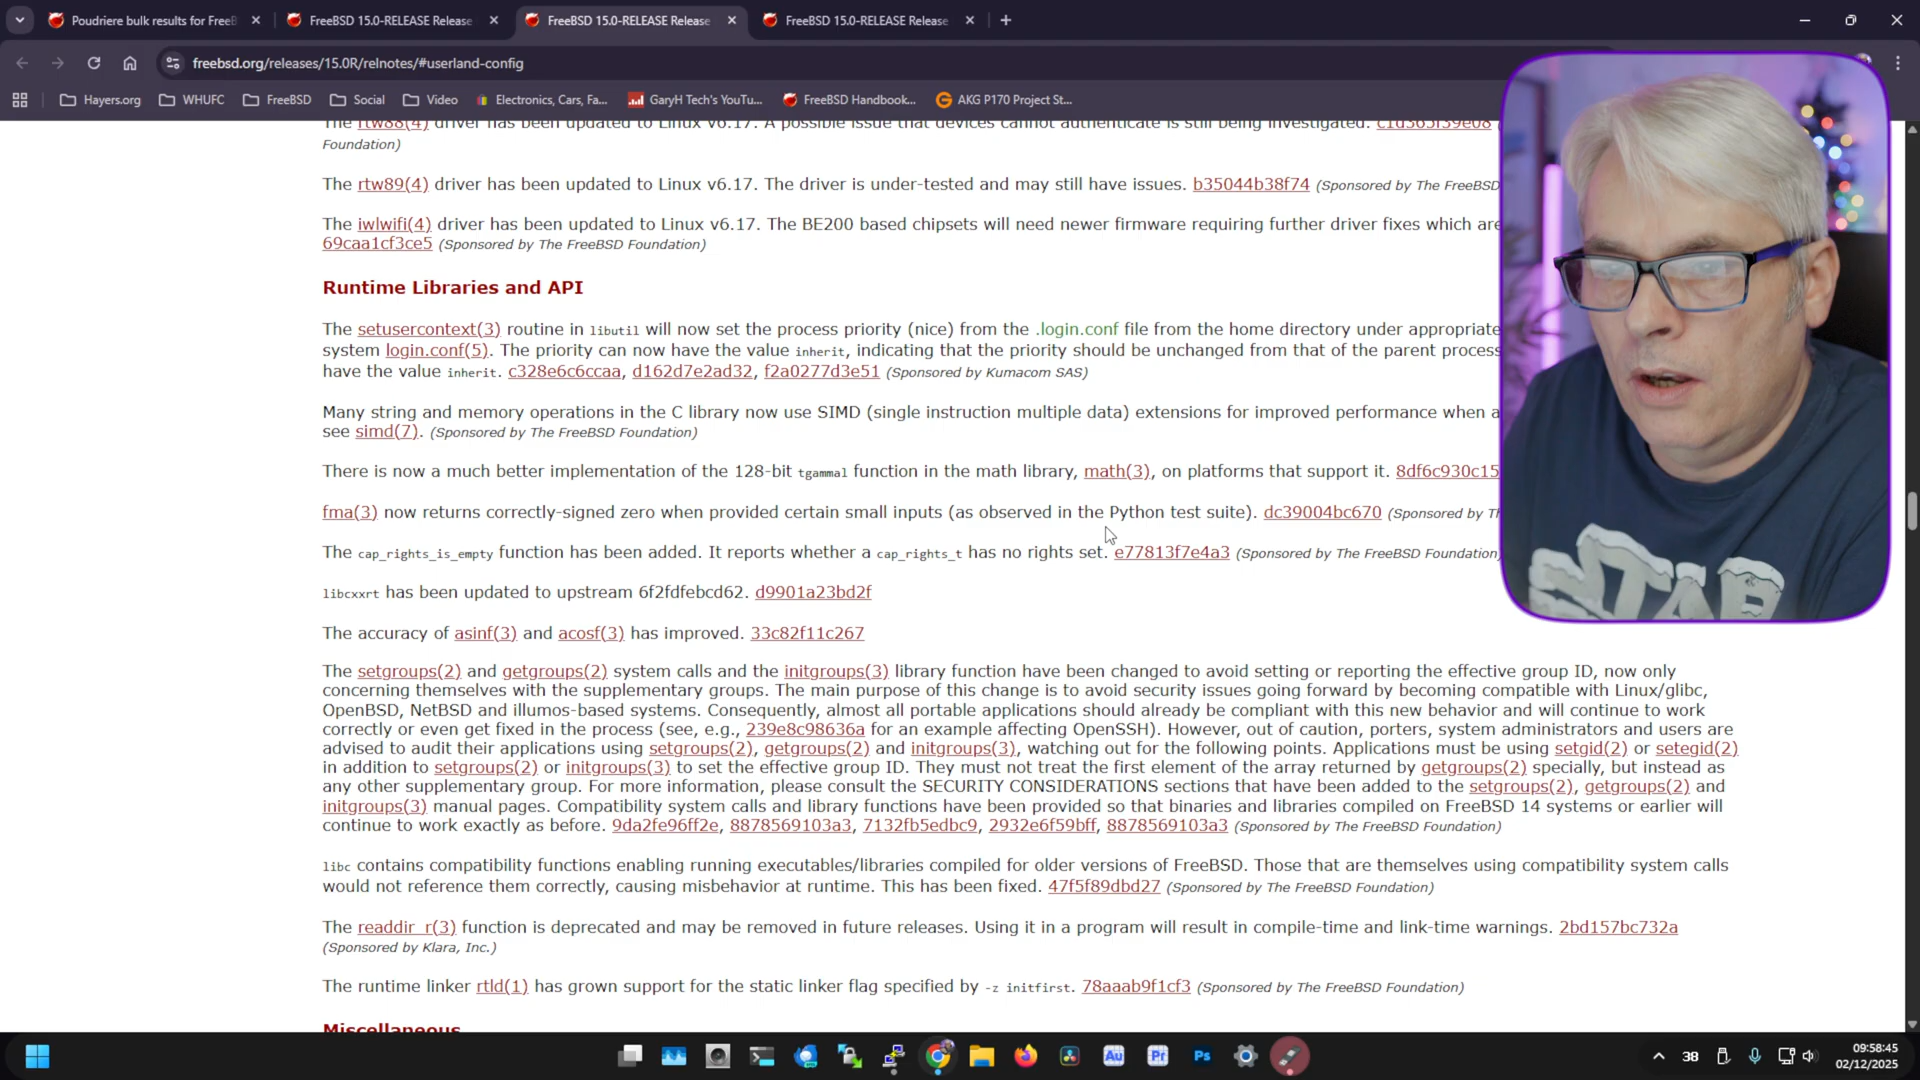 Poudriere bulk results for FreeB
FreeBSD 15.0-RELEASE Release
FreeBSD 15.0-RELEASE Release
FreeBSD 15.0-RELEASE Release
freebsd.org/releases/15.0R/relnotes/#userland-config
Hayers.org
WHUFC
FreeBSD
Social
Video
Electronics, Cars, Fa...
GaryH Tech's YouTu...
FreeBSD Handbook...
AKG P170 Project St...
The rtw88(4) driver has been updated to Linux v6.17. A possible issue that devices cannot authenticate is still being investigated. c1d365f39e08
Foundation)
The rtw89(4) driver has been updated to Linux v6.17. The driver is under-tested and may still have issues. b35044b38f74 (Sponsored by The FreeBSD
The iwlwifi(4) driver has been updated to Linux v6.17. The BE200 based chipsets will need newer firmware requiring further driver fixes which are
69caa1cf3ce5 (Sponsored by The FreeBSD Foundation)
Runtime Libraries and API
The setusercontext(3) routine in libutil will now set the process priority (nice) from the .login.conf file from the home directory under appropriate
system login.conf(5). The priority can now have the value inherit, indicating that the priority should be unchanged from that of the parent process
have the value inherit. c328e6c6ccaa, d162d7e2ad32, f2a0277d3e51 (Sponsored by Kumacom SAS)
Many string and memory operations in the C library now use SIMD (single instruction multiple data) extensions for improved performance when a
see simd(7). (Sponsored by The FreeBSD Foundation)
There is now a much better implementation of the 128-bit tgammal function in the math library, math(3), on platforms that support it. 8df6c930c15
fma(3) now returns correctly-signed zero when provided certain small inputs (as observed in the Python test suite). dc39004bc670 (Sponsored by Th
The cap_rights_is_empty function has been added. It reports whether a cap_rights_t has no rights set. e77813f7e4a3 (Sponsored by The FreeBSD Foundation)
libcxxrt has been updated to upstream 6f2fdfebcd62. d9901a23bd2f
The accuracy of asinf(3) and acosf(3) has improved. 33c82f11c267
The setgroups(2) and getgroups(2) system calls and the initgroups(3) library function have been changed to avoid setting or reporting the effective group ID, now only
concerning themselves with the supplementary groups. The main purpose of this change is to avoid security issues going forward by becoming compatible with Linux/glibc,
OpenBSD, NetBSD and illumos-based systems. Consequently, almost all portable applications should already be compliant with this new behavior and will continue to work
correctly or even get fixed in the process (see, e.g., 239e8c98636a for an example affecting OpenSSH). However, out of caution, porters, system administrators and users are
advised to audit their applications using setgroups(2), getgroups(2) and initgroups(3), watching out for the following points. Applications must be using setgid(2) or setegid(2)
in addition to setgroups(2) or initgroups(3) to set the effective group ID. They must not treat the first element of the array returned by getgroups(2) specially, but instead as
any other supplementary group. For more information, please consult the SECURITY CONSIDERATIONS sections that have been added to the setgroups(2), getgroups(2) and
initgroups(3) manual pages. Compatibility system calls and library functions have been provided so that binaries and libraries compiled on FreeBSD 14 systems or earlier will
continue to work exactly as before. 9da2fe96ff2e, 8878569103a3, 7132fb5edbc9, 2932e6f59bff, 8878569103a3 (Sponsored by The FreeBSD Foundation)
libc contains compatibility functions enabling running executables/libraries compiled for older versions of FreeBSD. Those that are themselves using compatibility system calls
would not reference them correctly, causing misbehavior at runtime. This has been fixed. 47f5f89dbd27 (Sponsored by The FreeBSD Foundation)
The readdir_r(3) function is deprecated and may be removed in future releases. Using it in a program will result in compile-time and link-time warnings. 2bd157bc732a
(Sponsored by Klara, Inc.)
The runtime linker rtld(1) has grown support for the static linker flag specified by -z initfirst. 78aaab9f1cf3 (Sponsored by The FreeBSD Foundation)
Miscellaneous
Au
Pr
Ps
38
09:58:45
02/12/2025